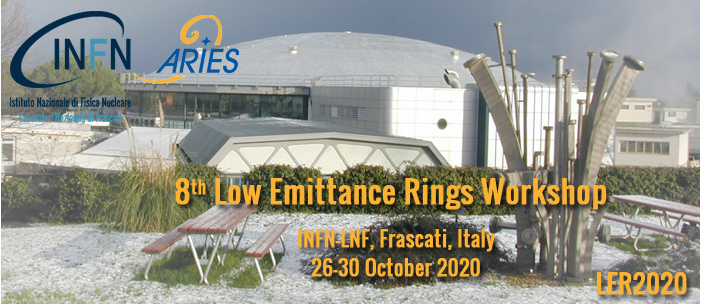 INFN
ARIES
Istituto Nazionale di Fisica Nucleare
8th Low Emittance Rings Workshop
INFN-LNF, Frascati, Italy
26-30 October 2020
LER2020